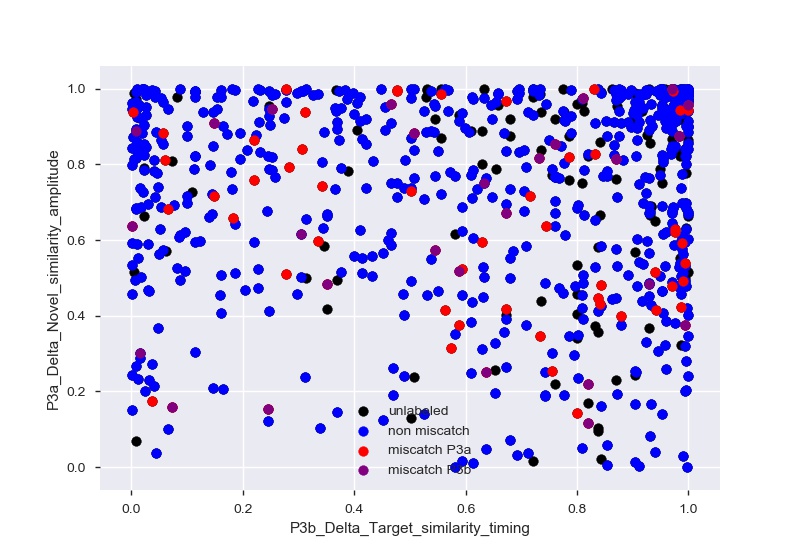 P3a_Delta_Novel_similarity_amplitude
1.0
0.8
0.6
0.4
0.2
0.0
unlabeled
non miscatch
miscatch P3a
miscatch P3b
0.0 0.2 0.4 0.6 0.8 1.0
P3b_Delta_Target_similarity_timing